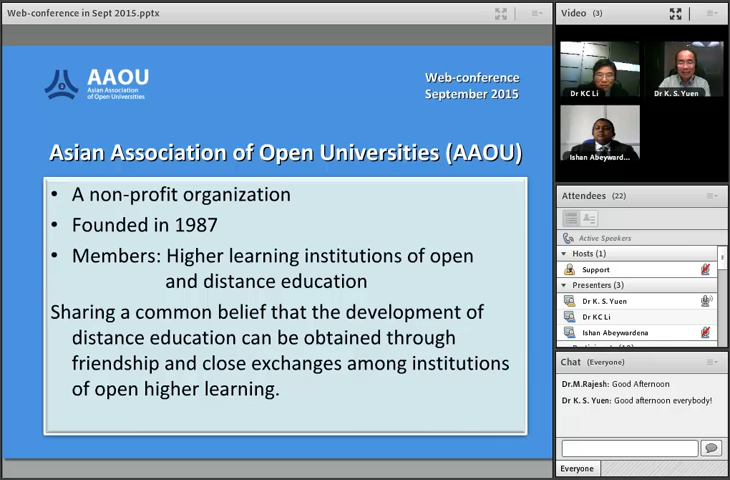 Web-conference in Sept 2015.pptx
AAOU
Asian Association
of Open Universities
Web-conference
September 2015
Asian Association of Open Universities (AAOU)
• A non-profit organization
• Founded in 1987
• Members: Higher learning institutions of open
and distance education
Sharing a common belief that the development of
distance education can be obtained through
friendship and close exchanges among institutions
of open higher learning.
Video (3)
Dr KC Li
Dr K. S. Yuen
Ishan Abeyward...
Attendees (22)
Active Speakers
Hosts (1)
Support
Presenters (3)
Dr K. S. Yuen
Dr KC Li
Ishan Abeywardena
Chat (Everyone)
Dr.M.Rajesh: Good Afternoon
Dr K. S. Yuen: Good afternoon everybody!
Everyone